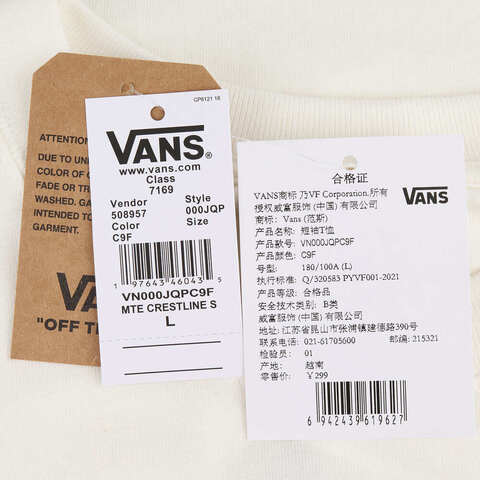 ATTENTION
DUE TO UN
COLOR OF
FADE OR TR
WASHED. GA
INTENDED TO
GARMENT.
VANS
"OFF TH
CP6121 18
VANS
www.vans.com
Class
7169
Vendor Style
508957 000JQP
Color Size
C9F
1 97643 46043 5
VN000JQPC9F
MTE CRESTLINE S
L
合格证
VANS商标 乃VF Corporation.所有
授权威富服饰(中国)有限公司
VANS
商标: Vans (范斯)
产品名称: 短袖T恤
产品款号: VN000JQPC9F
产品颜色: C9F
号型: 180/100A (L)
执行标准: Q/320583 PYVF001-2021
产品等级: 合格品
安全技术类别: B类
威富服饰(中国)有限公司
地址:江苏省昆山市张浦镇建德路390号
联系电话: 021-61705600 邮编: 215321
检验员: 01
产地: 越南
零售价: ¥299
6 942439 619627